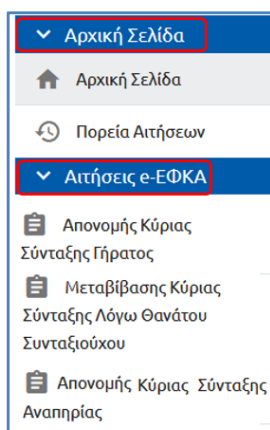 Αρχική Σελίδα
Αρχική Σελίδα
Πορεία Αιτήσεων
Αιτήσεις e-ΕΦΚΑ
Απονομής Κύριας
Σύνταξης Γήρατος
Μεταβίβασης Κύριας
Σύνταξης Λόγω Θανάτου
Συνταξιούχου
Απονομής Κύριας Σύνταξης
Αναπηρίας